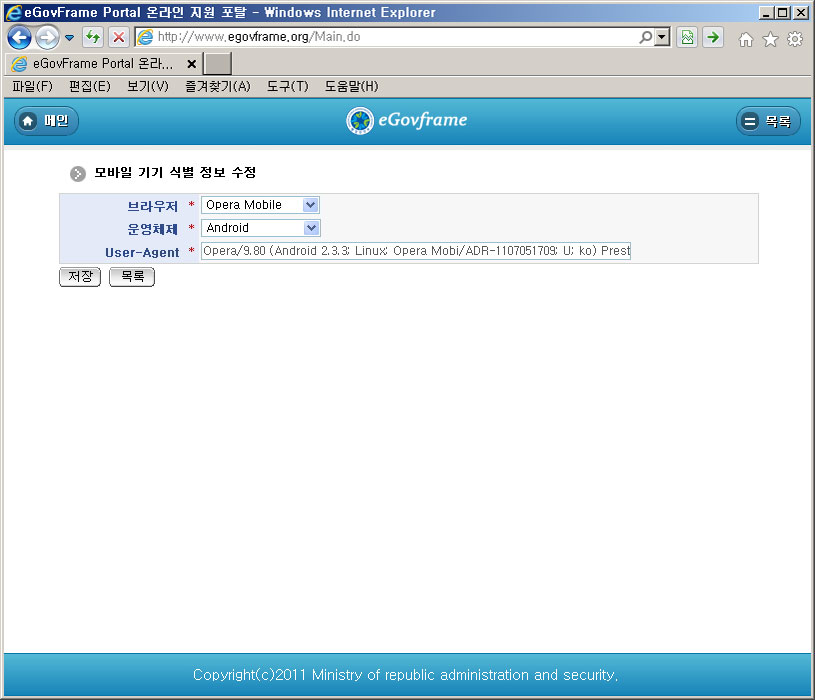 eGovFrame Portal 온라인 지원 포탈 - Windows Internet Explorer
http://www.egovframe.org/Main.do
eGovFrame Portal 온라...
파일(F) 편집(E) 보기(V) 즐겨찾기(A) 도구(T) 도움말(H)
메인 eGovframe 목록
모바일 기기 식별 정보 수정
브라우저 * Opera Mobile
운영체제 * Android
User-Agent * Opera/9.80 (Android 2.3.3; Linux; Opera Mobi/ADR-1107051709; U; ko) Prest
저장 목록
Copyright(c)2011 Ministry of republic administration and security.